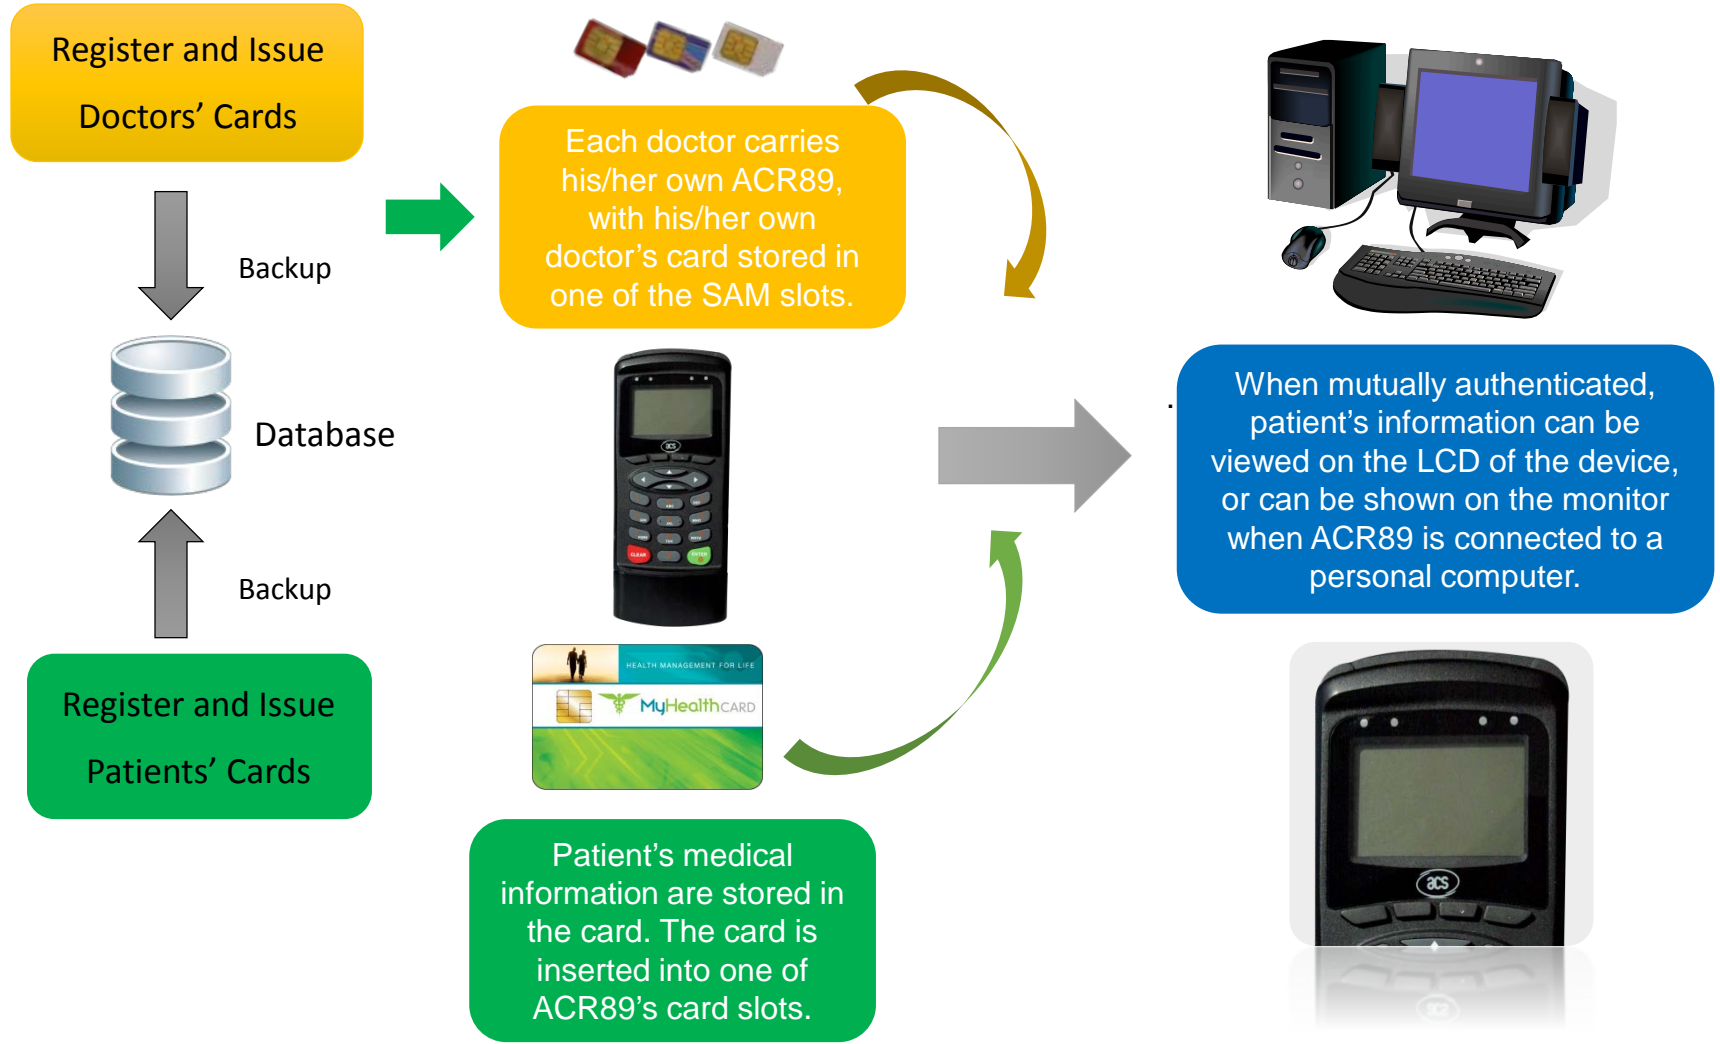 Register and Issue
Doctors’ Cards
Backup
Database
Backup
Register and Issue
Patients’ Cards
Each doctor carries
his/her own ACR89,
with his/her own
doctor’s card stored in
one of the SAM slots.
acs
CLEAR
ENTER
HEALTH MANAGEMENT FOR LIFE
MyHealthCARD
Patient’s medical
information are stored in
the card. The card is
inserted into one of
ACR89’s card slots.
.
When mutually authenticated,
patient’s information can be
viewed on the LCD of the device,
or can be shown on the monitor
when ACR89 is connected to a
personal computer.
acs